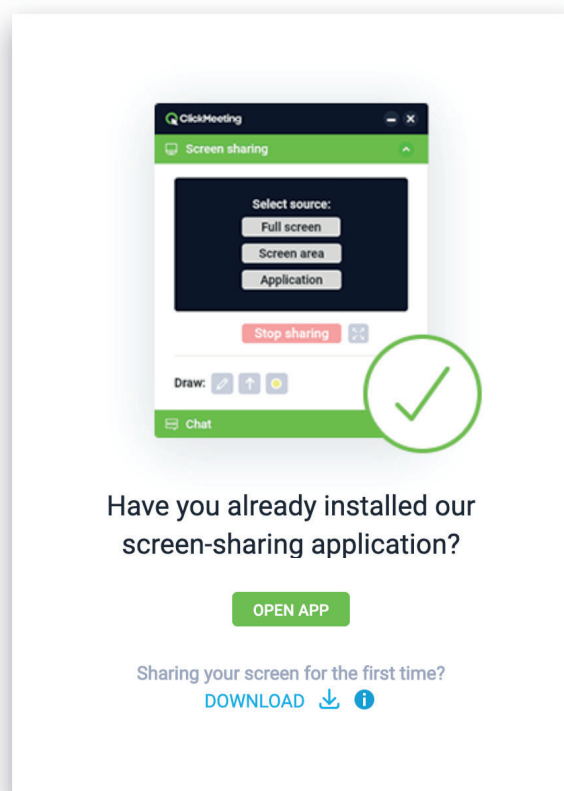 ClickMeeting
Screen sharing
Select source:
Full screen
Screen area
Application
Stop sharing
Draw:
Chat
Have you already installed our
screen-sharing application?
OPEN APP
Sharing your screen for the first time?
DOWNLOAD